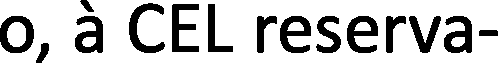 o, à CEL reserva-